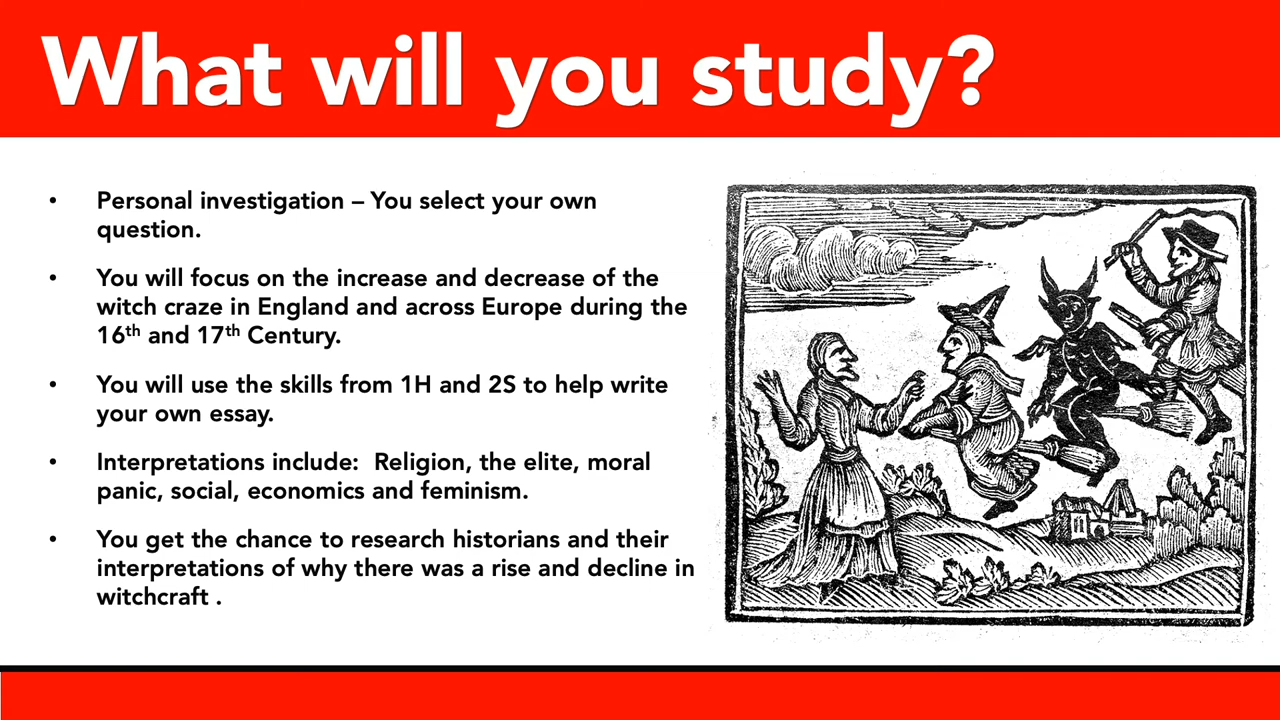 What will you study?
• Personal investigation – You select your own
question.
• You will focus on the increase and decrease of the
witch craze in England and across Europe during the
16th and 17th Century.
• You will use the skills from 1H and 2S to help write
your own essay.
• Interpretations include:  Religion, the elite, moral
panic, social, economics and feminism.
• You get the chance to research historians and their
interpretations of why there was a rise and decline in
witchcraft .